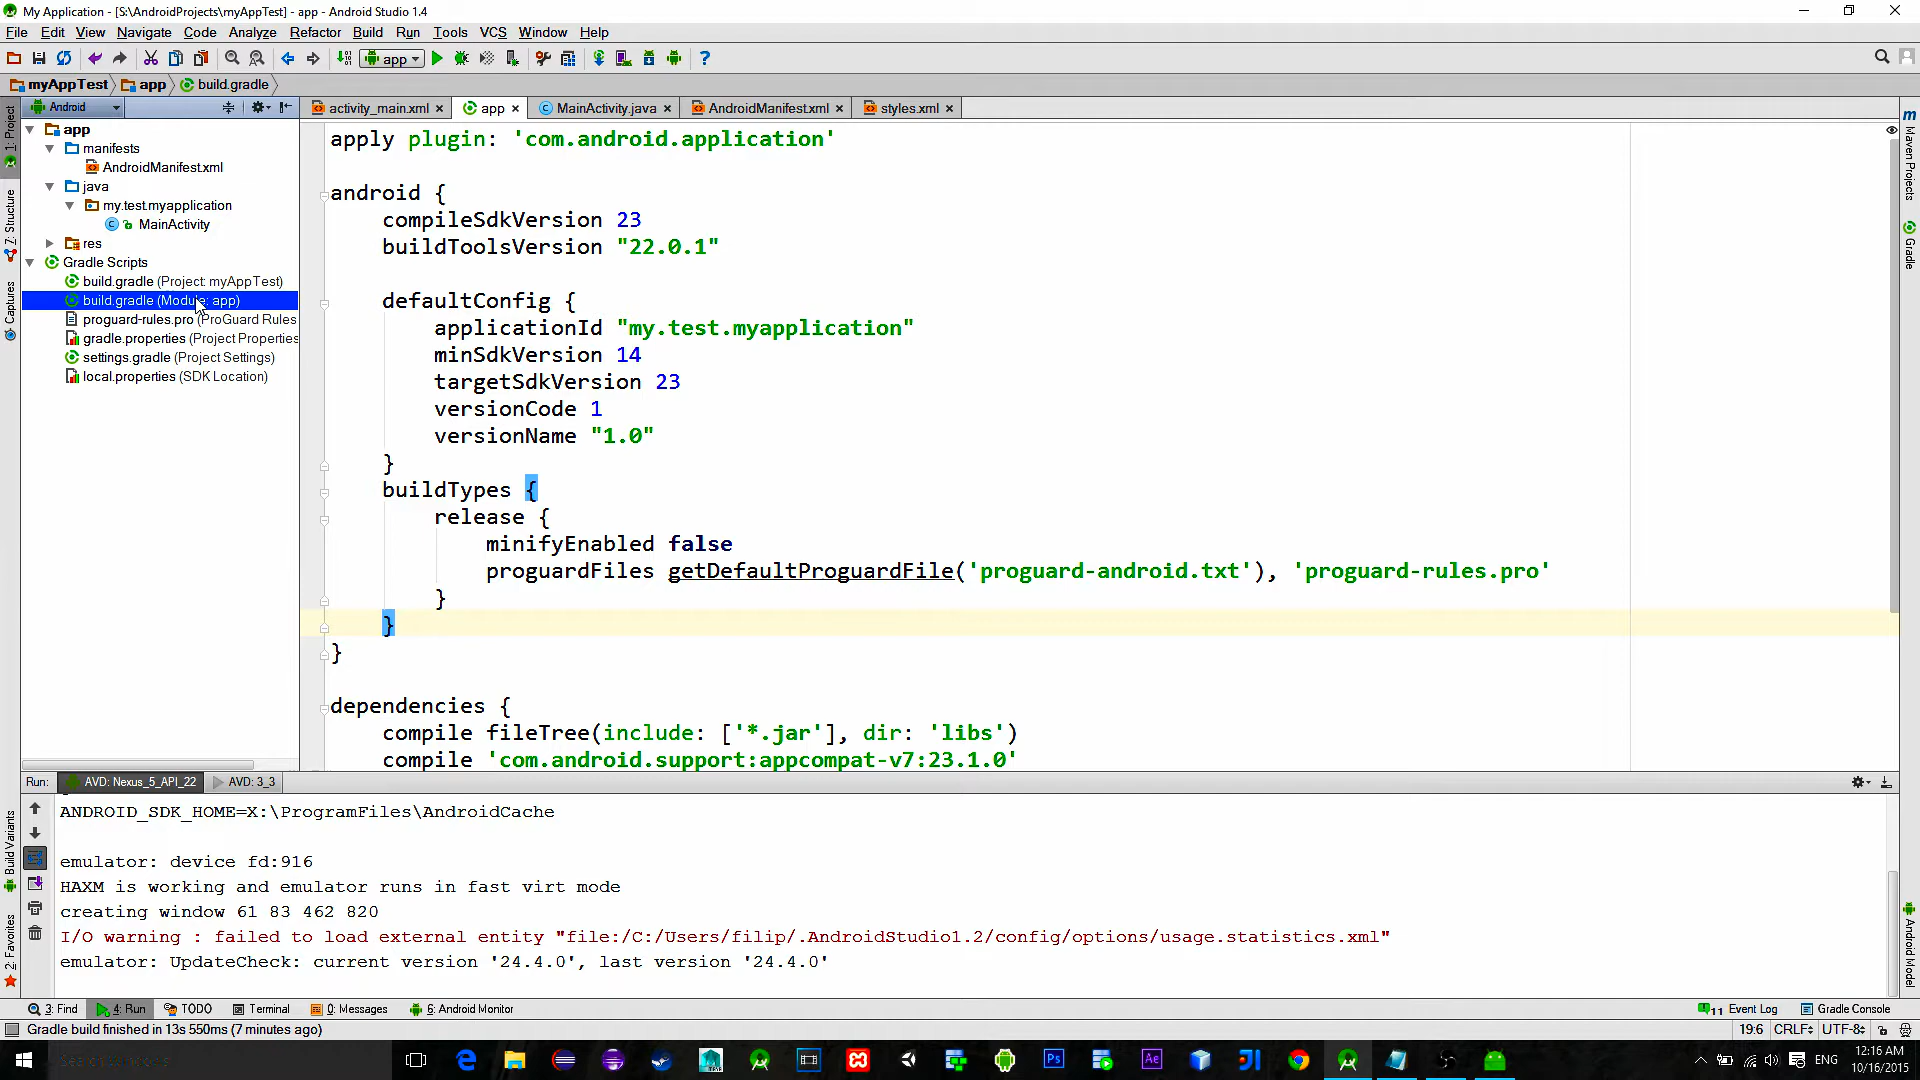 My Application - [S:\AndroidProjects\myAppTest] - app - Android Studio 1.4
File Edit View Navigate Code Analyze Refactor Build Run Tools VCS Window Help
app
myAppTest app build.gradle
Android
activity_main.xml app MainActivity.java AndroidManifest.xml styles.xml
1: Project
Z: Structure
Captures
Build Variants
2: Favorites
app
manifests
AndroidManifest.xml
java
my.test.myapplication
MainActivity
res
Gradle Scripts
build.gradle (Project: myAppTest)
build.gradle (Module: app)
proguard-rules.pro (ProGuard Rules
gradle.properties (Project Properties
settings.gradle (Project Settings)
local.properties (SDK Location)
apply plugin: 'com.android.application'
android {
compileSdkVersion 23
buildToolsVersion "22.0.1"
defaultConfig {
applicationId "my.test.myapplication"
minSdkVersion 14
targetSdkVersion 23
versionCode 1
versionName "1.0"
}
buildTypes {
release {
minifyEnabled false
proguardFiles getDefaultProguardFile('proguard-android.txt'), 'proguard-rules.pro'
}
}
}
dependencies {
compile fileTree(include: ['*.jar'], dir: 'libs')
compile 'com.android.support:appcompat-v7:23.1.0'
Maven Projects
Gradle
Android Model
Run: AVD: Nexus_5_API_22 AVD: 3_3
ANDROID_SDK_HOME=X:\ProgramFiles\AndroidCache
emulator: device fd:916
HAXM is working and emulator runs in fast virt mode
creating window 61 83 462 820
I/O warning : failed to load external entity "file:/C:/Users/filip/.AndroidStudio1.2/config/options/usage.statistics.xml"
emulator: UpdateCheck: current version '24.4.0', last version '24.4.0'
3: Find 4: Run TODO Terminal 0: Messages 6: Android Monitor 11 Event Log Gradle Console
Gradle build finished in 13s 550ms (7 minutes ago) 19:6 CRLF UTF-8
Ps Ae ENG
12:16 AM
10/16/2015